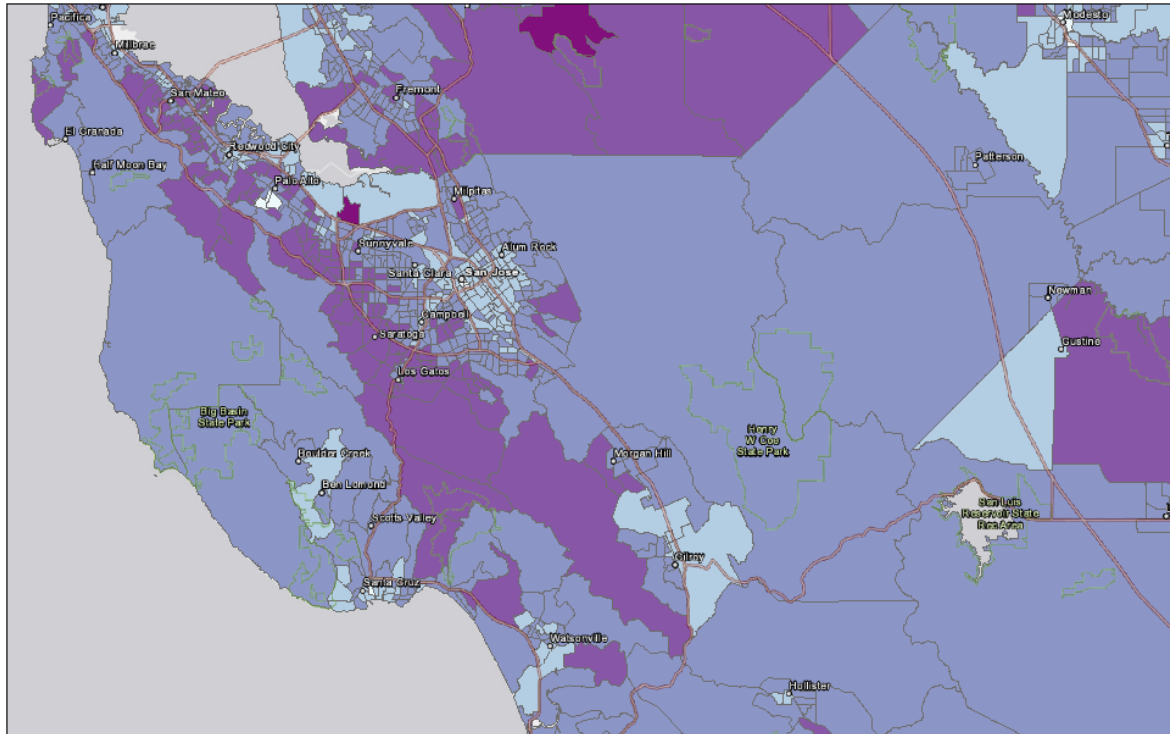 Pacifica
Millbrae
Modesto
San Mateo
Fremont
El Granada
Redwood City
Half Moon Bay
Palo Alto
Patterson
Milpitas
Sunnyvale
Alum Rock
Santa Clara
San Jose
Newman
Campbell
Saratoga
Gustine
Los Gatos
Big Basin
State Park
Henry
W Coe
State Park
Boulder Creek
Morgan Hill
Ben Lomond
San Luis
Reservoir State
Rec Area
Scotts Valley
Gilroy
Santa Cruz
Watsonville
Hollister